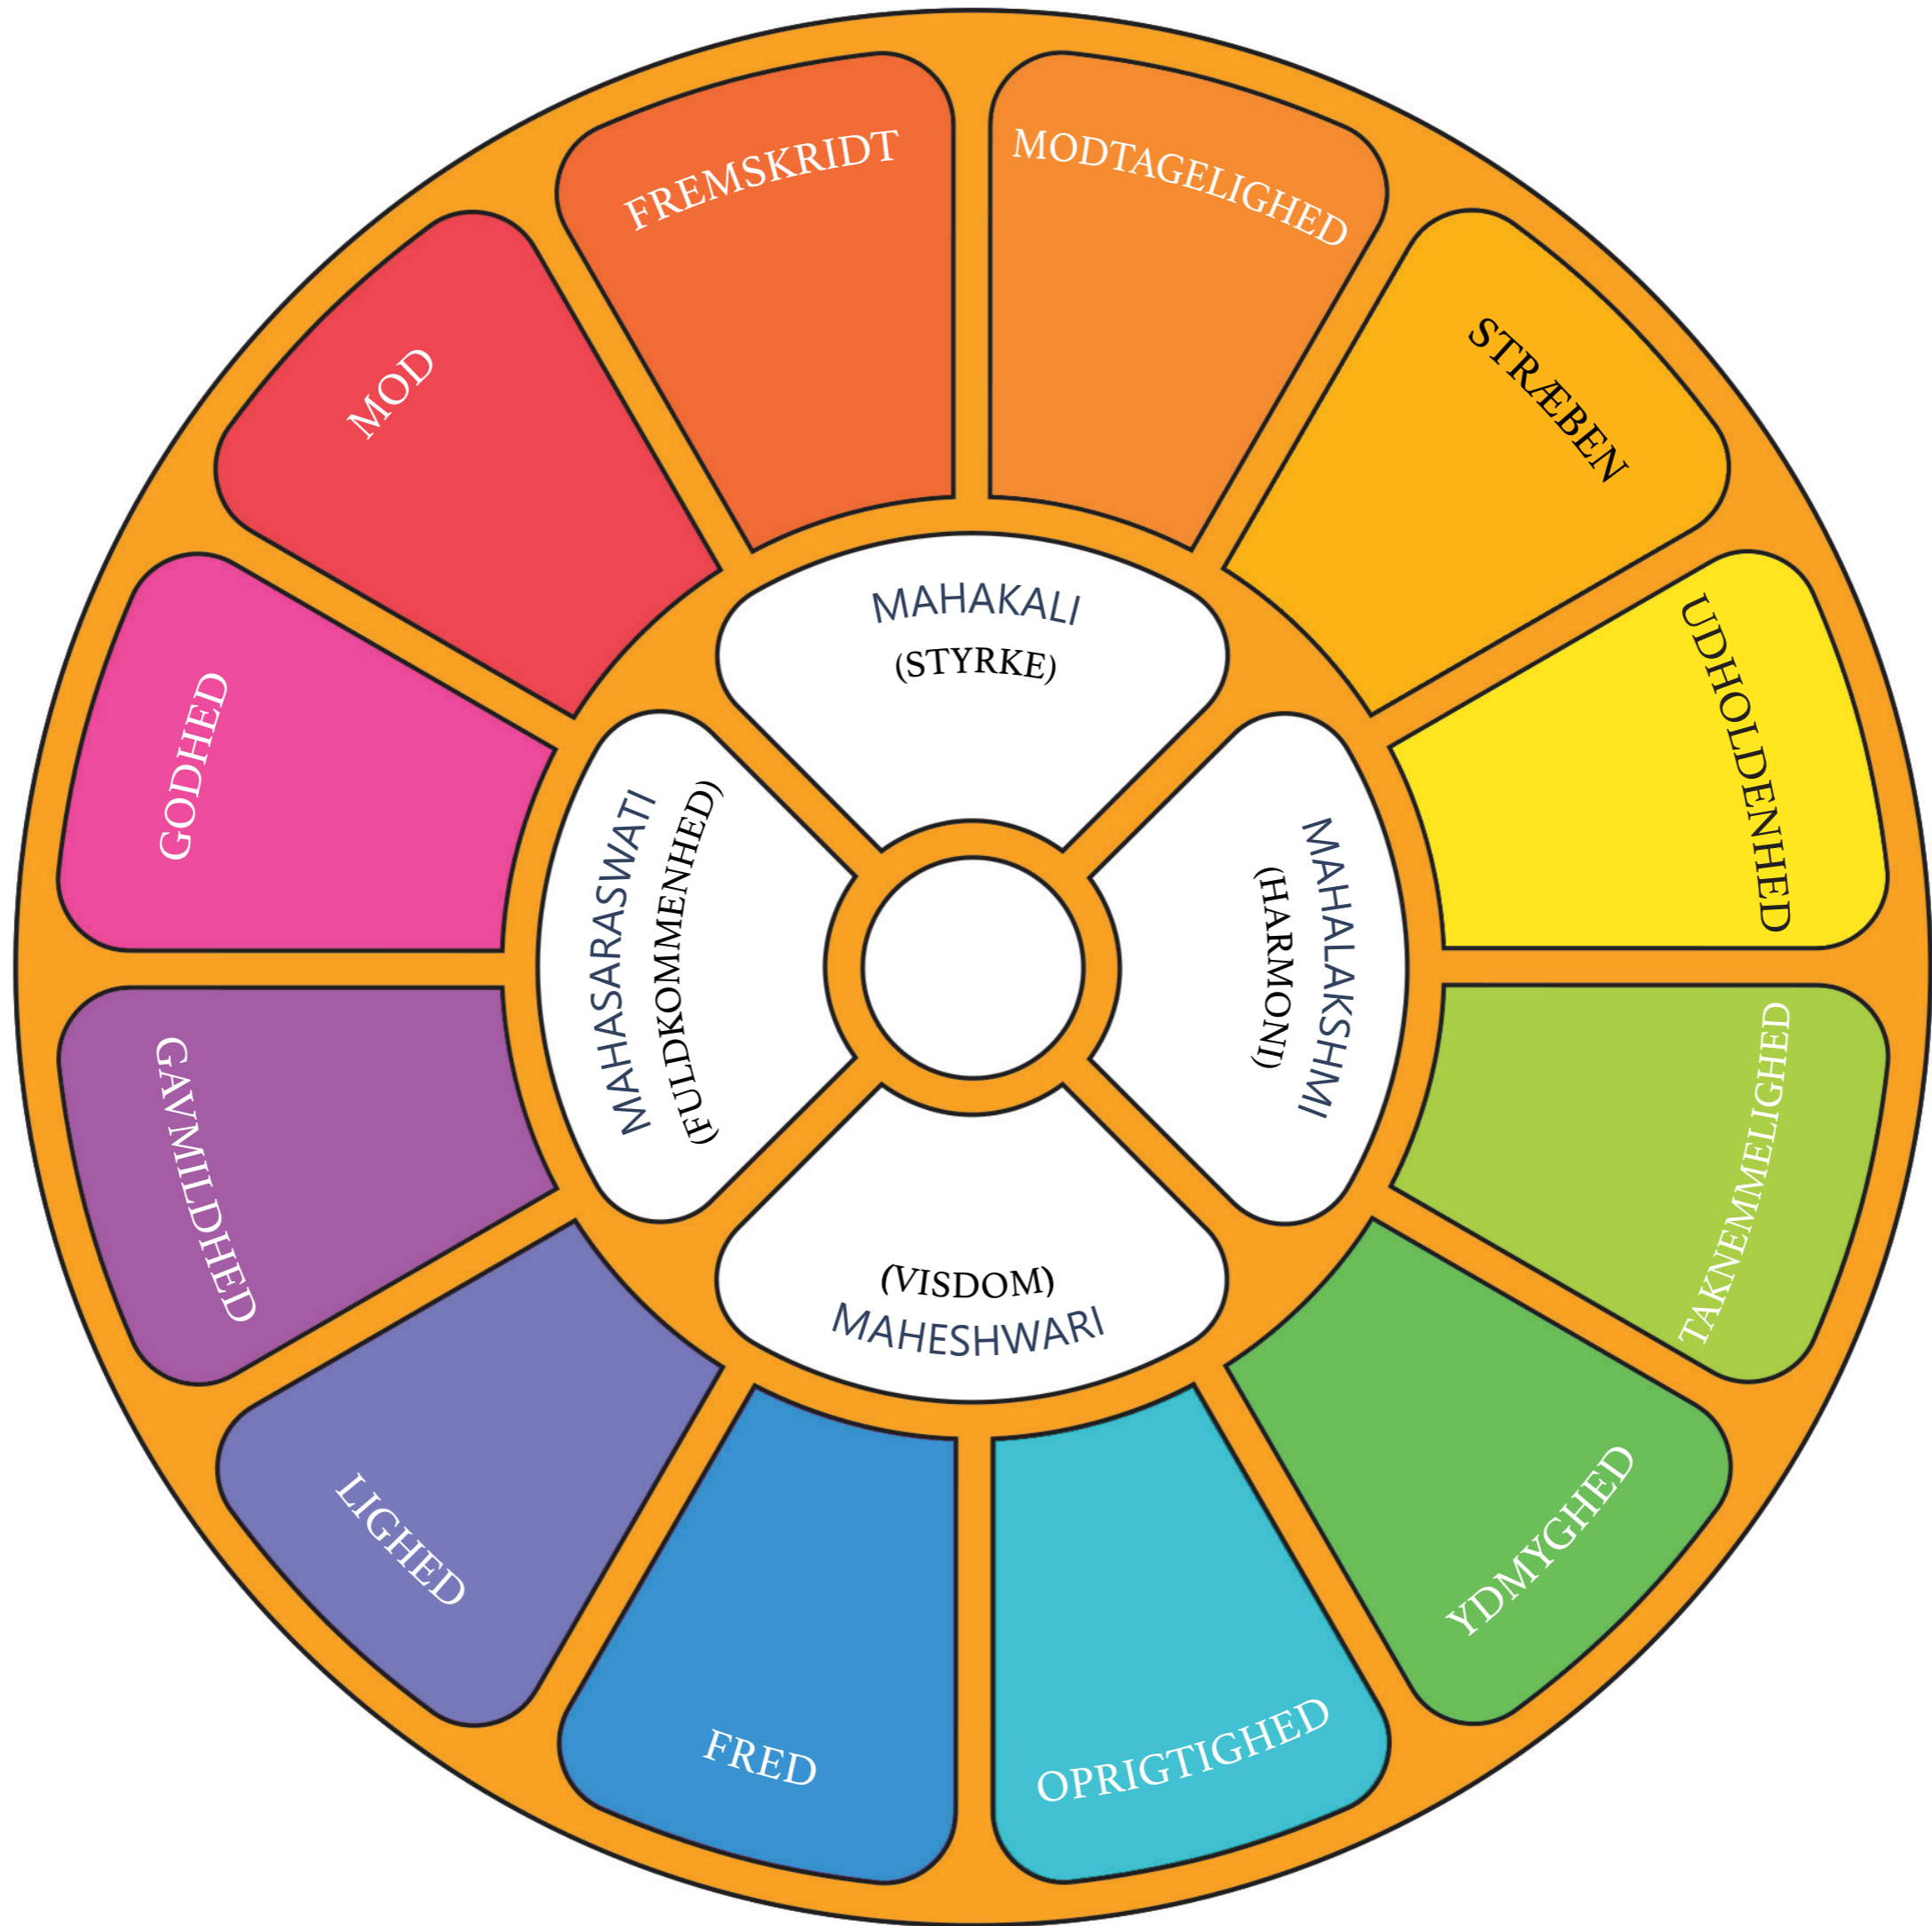 FREMSKRIDT
MODTAGELIGHED
STRÆBEN
UDHOLDENHED
TAKNEMMELIGHED
YDMYGHED
OPRIGTIGHED
FRED
LIGHED
GAVMILDHED
GODHED
MOD
MAHAKALI
(STYRKE)
MAHALAKSHMI
(HARMONI)
(VISDOM)
MAHESHWARI
MAHASARASWATI
(FULDKOMMENHED)